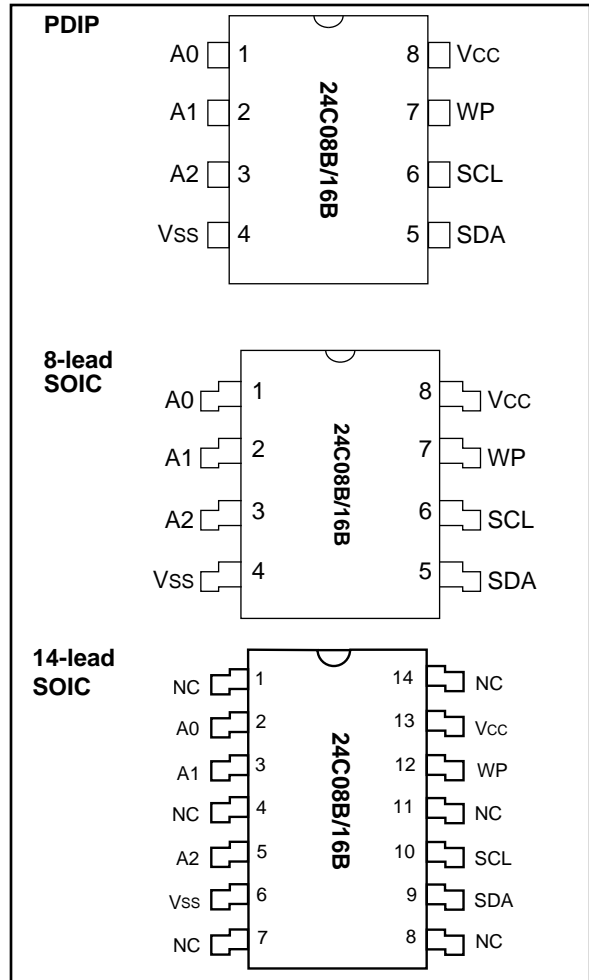 PDIP
A0 1 8 VCC
A1 2 7 WP
A2 3 6 SCL
VSS 4 5 SDA
24C08B/16B
8-lead
SOIC
A0 1 8 VCC
A1 2 7 WP
A2 3 6 SCL
VSS 4 5 SDA
24C08B/16B
14-lead
SOIC
NC 1 14 NC
A0 2 13 VCC
A1 3 12 WP
NC 4 11 NC
A2 5 10 SCL
VSS 6 9 SDA
NC 7 8 NC
24C08B/16B